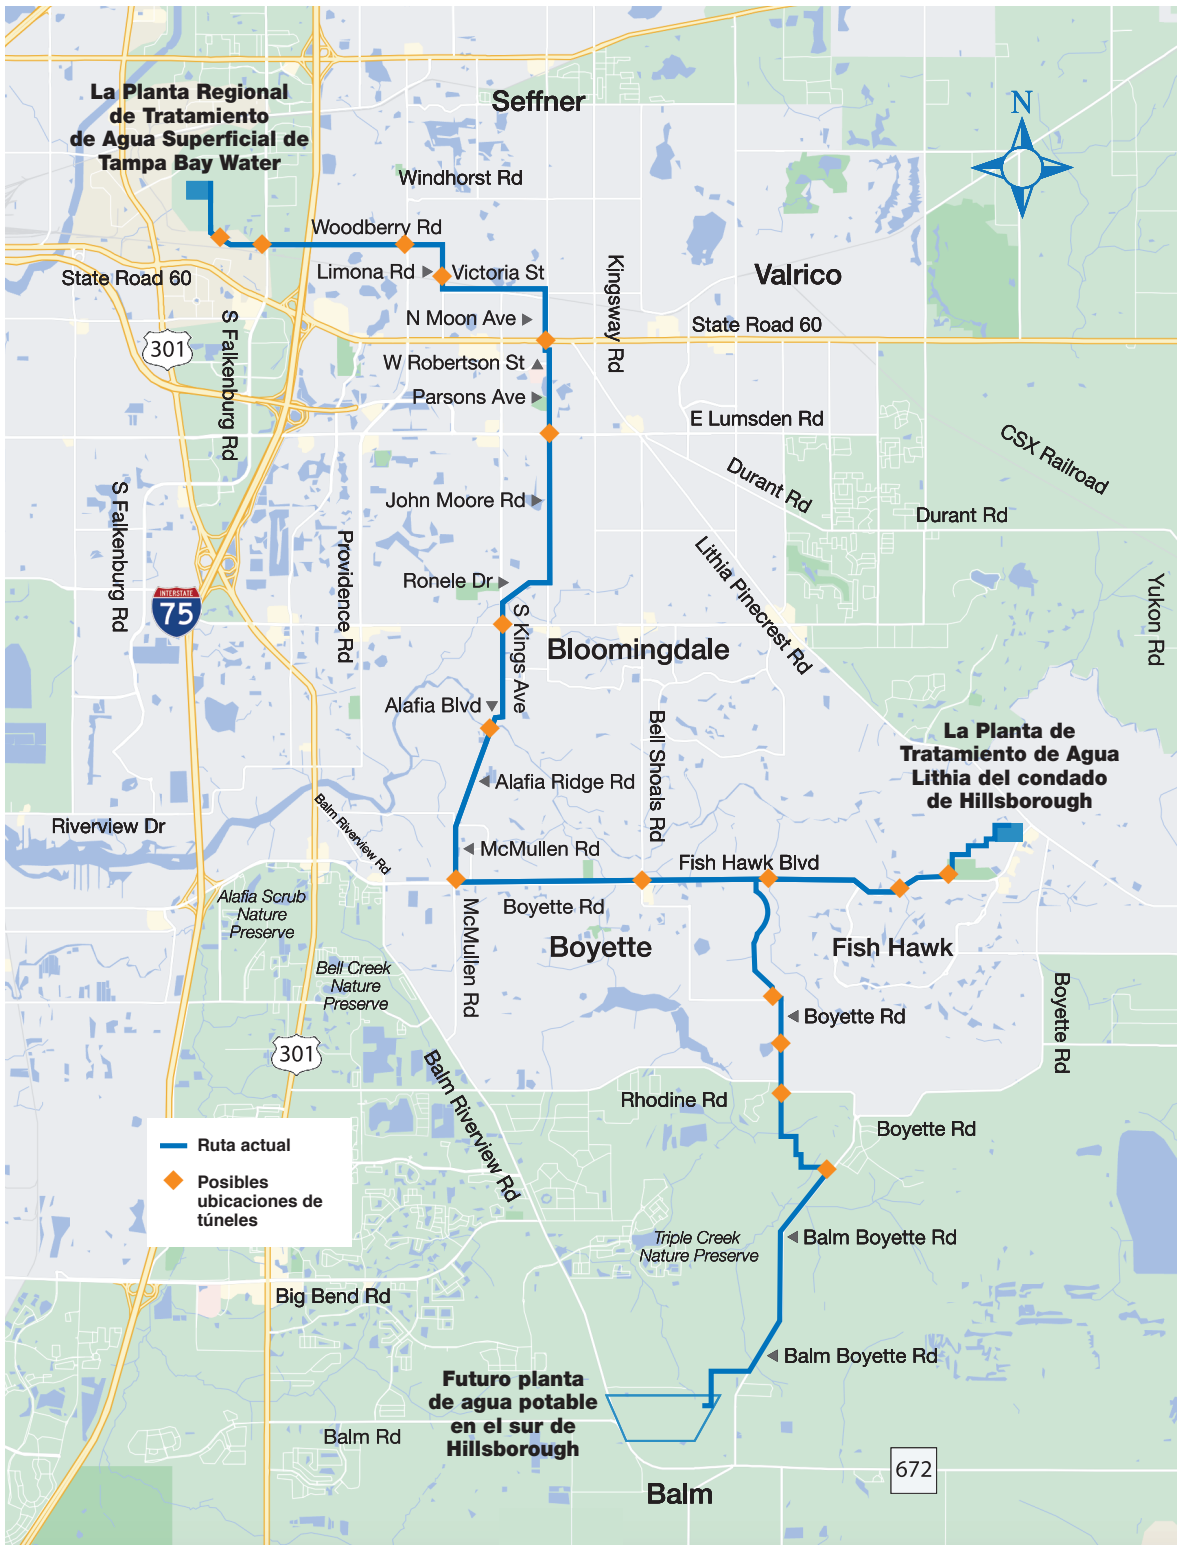 Seffner
N
La Planta Regional
de Tratamiento
de Agua Superficial de
Tampa Bay Water
Windhorst Rd
Woodberry Rd
Limona Rd
Victoria St
State Road 60
Kingsway Rd
Valrico
N Moon Ave
State Road 60
S Falkenburg Rd
301
W Robertson St
Parsons Ave
E Lumsden Rd
CSX Railroad
Durant Rd
John Moore Rd
Durant Rd
S Falkenburg Rd
Providence Rd
Lithia Pinecrest Rd
Ronele Dr
Yukon Rd
INTERSTATE
75
S Kings Ave
Bloomingdale
Alafia Blvd
Bell Shoals Rd
La Planta de
Tratamiento de Agua
Lithia del condado
de Hillsborough
Alafia Ridge Rd
Balm Riverview Rd
Riverview Dr
McMullen Rd
Fish Hawk Blvd
Alafia Scrub
Nature
Preserve
McMullen Rd
Boyette Rd
Boyette
Fish Hawk
Bell Creek
Nature
Preserve
Boyette Rd
Boyette Rd
301
Balm Riverview Rd
Rhodine Rd
Boyette Rd
Ruta actual
Posibles
ubicaciones de
túneles
Triple Creek
Nature Preserve
Balm Boyette Rd
Big Bend Rd
Balm Boyette Rd
Futuro planta
de agua potable
en el sur de
Hillsborough
Balm Rd
672
Balm